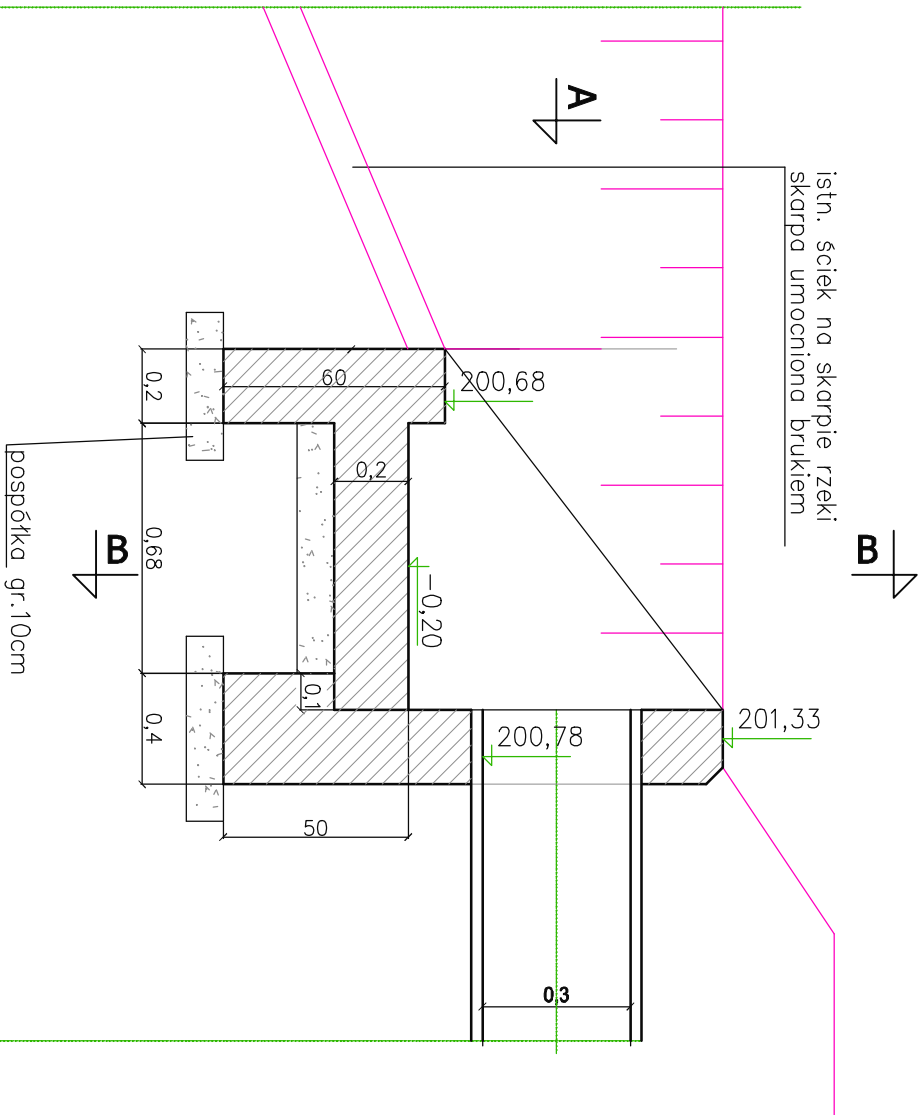 A
istn. ściek na skarpie rzeki
skarpa umocniona brukiem
60
200,68
0,2
0,2
0,68
B
B
pospółka gr.10cm
-0,20
0,1
0,4
200,78
201,33
50
0,3